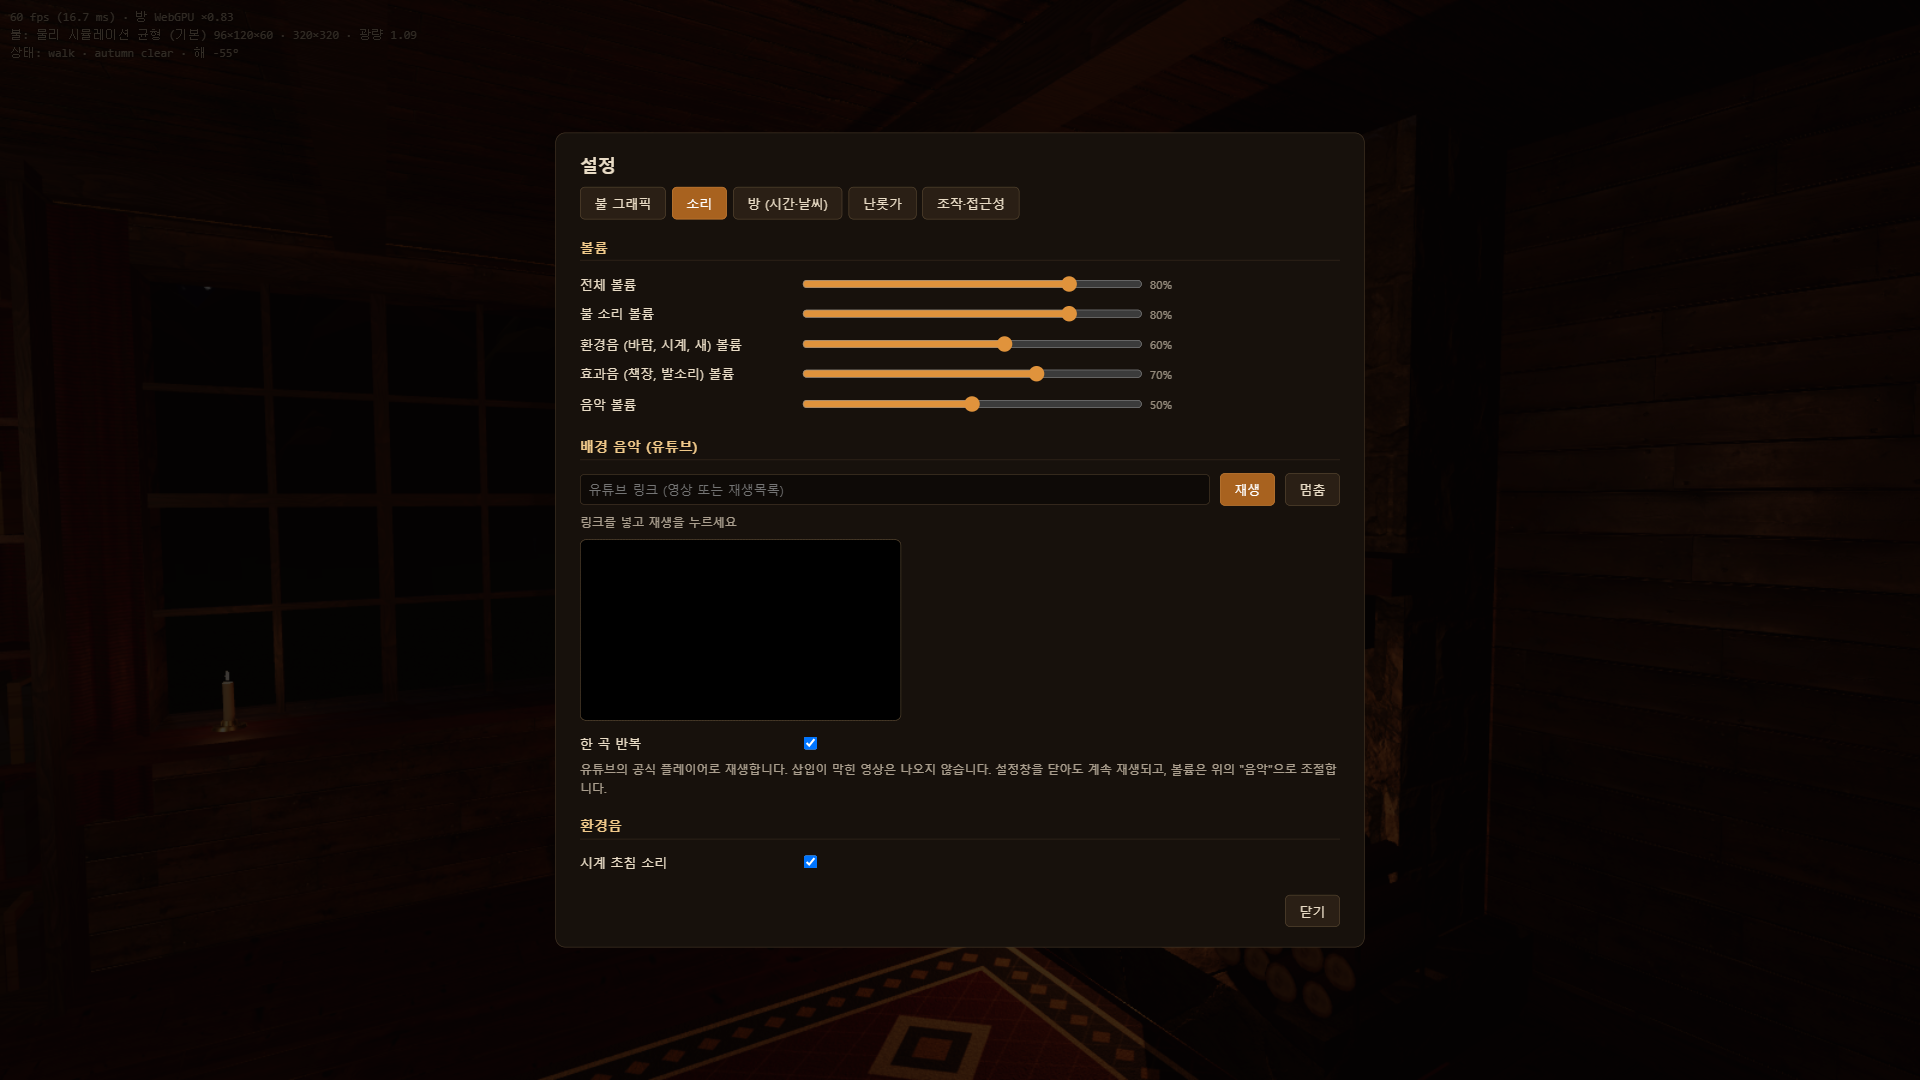 60 fps (16.7 ms) · 방 WebGPU ×0.83
불: 물리 시뮬레이션 균형 (기본) 96×120×60 · 320×320 · 광량 1.09
상태: walk · autumn clear · 해 -55°
설정
불 그래픽 소리 방 (시간·날씨) 난롯가 조작·접근성
볼륨
전체 볼륨 80%
불 소리 볼륨 80%
환경음 (바람, 시계, 새) 볼륨 60%
효과음 (책장, 발소리) 볼륨 70%
음악 볼륨 50%
배경 음악 (유튜브)
유튜브 링크 (영상 또는 재생목록) 재생 멈춤
링크를 넣고 재생을 누르세요
한 곡 반복
유튜브의 공식 플레이어로 재생합니다. 삽입이 막힌 영상은 나오지 않습니다. 설정창을 닫아도 계속 재생되고, 볼륨은 위의 "음악"으로 조절합
니다.
환경음
시계 초침 소리
닫기